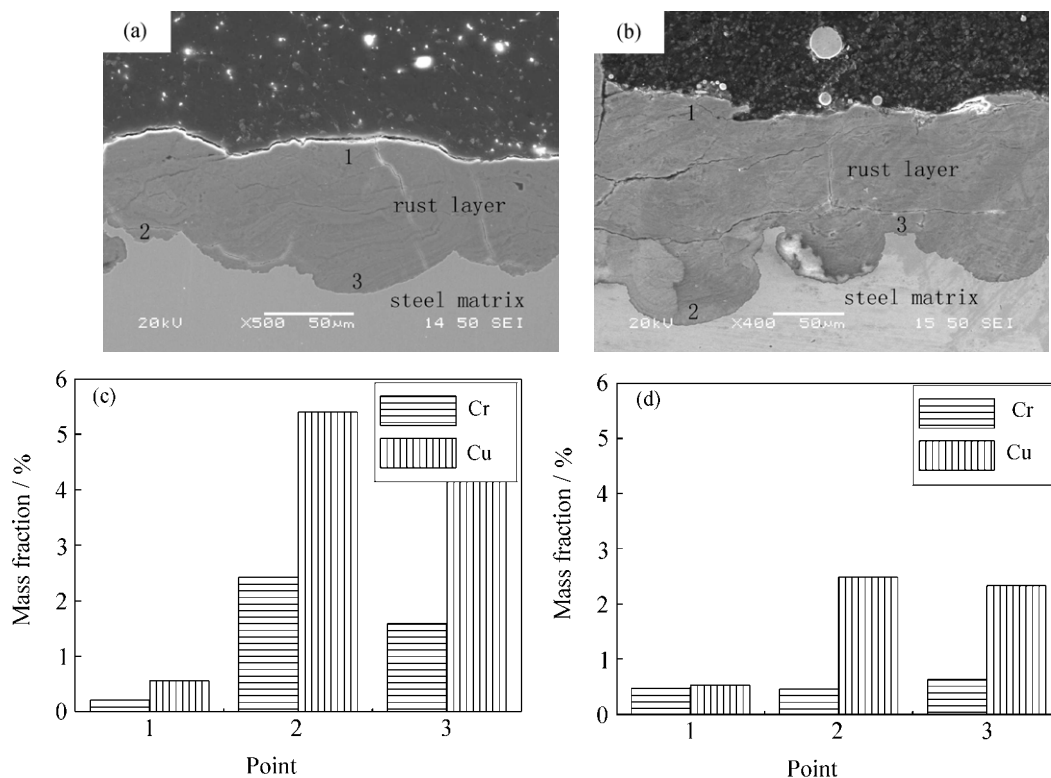 (a)
1
rust layer
2
3
steel matrix
20kV X500 50μm 14 50 SEI
(b)
1
rust layer
3
steel matrix
2
20kV X400 50μm 15 50 SEI
(c)
Cr
Cu
6
5
4
3
2
1
0
Mass fraction / %
1 2 3
Point
(d)
Cr
Cu
6
5
4
3
2
1
0
Mass fraction / %
1 2 3
Point